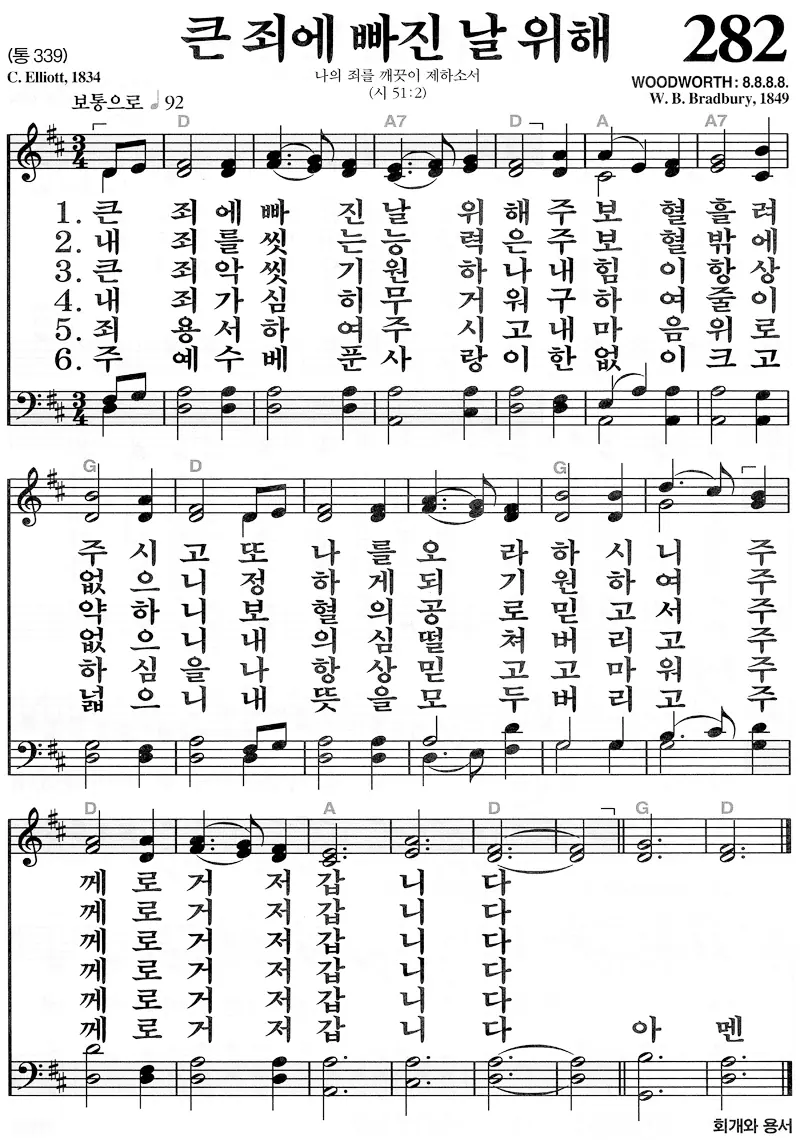 큰 죄에 빠진 날 위해 282
(통 339)
C. Elliott, 1834
나의 죄를 깨끗이 제하소서
(시 51:2)
WOODWORTH: 8.8.8.8.
W. B. Bradbury, 1849
보통으로 ♩ 92
D A7 D A A7
3/4
1. 큰 죄 에 빠 진 날 위 해 주 보 혈 흘 려
2. 내 죄 를 씻 는 능 력 은 주 보 혈 밖 에
3. 큰 죄 악 씻 기 원 하 나 내 힘 이 항 상
4. 내 죄 가 심 히 무 거 워 구 하 여 줄 이
5. 죄 용 서 하 여 주 시 고 내 마 음 위 로
6. 주 예 수 베 푼 사 랑 이 한 없 이 크 고
3/4
G D G
주 시 고 또 나 를 오 라 하 시 니 주
없 으 니 정 하 게 되 기 원 하 여 주
약 하 니 보 혈 의 공 로 믿 고 서 주
없 으 니 내 의 심 떨 쳐 버 리 고 주
하 심 을 나 항 상 믿 고 고 마 워 주
넓 으 니 내 뜻 을 모 두 버 리 고 주
D A D G D
께 로 거 저 갑 니 다
께 로 거 저 갑 니 다
께 로 거 저 갑 니 다
께 로 거 저 갑 니 다
께 로 거 저 갑 니 다
께 로 거 저 갑 니 다 아 멘
회개와 용서